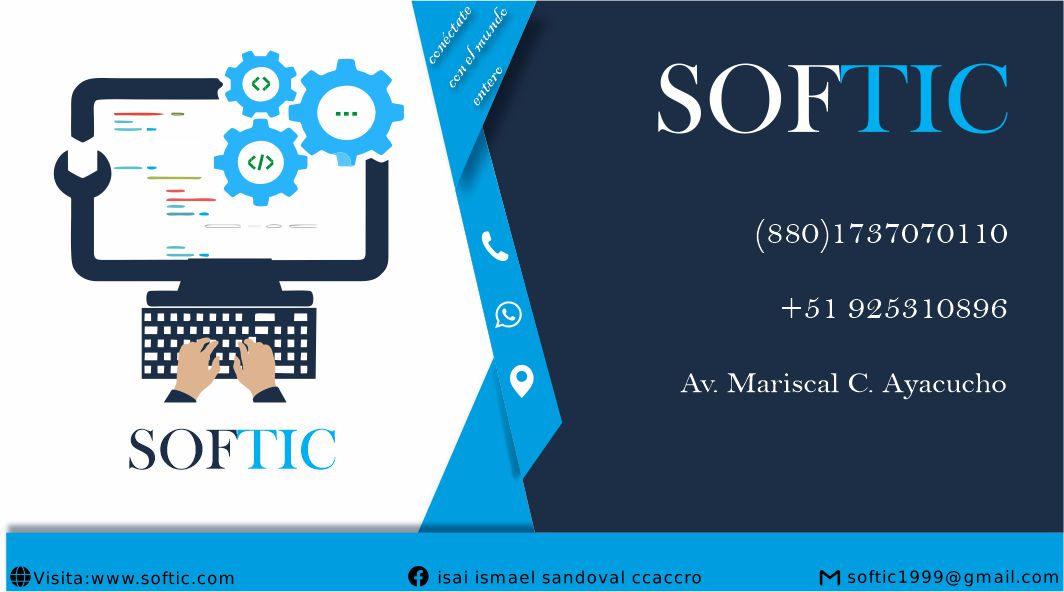 conéctate
con el mundo
entero
SOFTIC
(880)1737070110
+51 925310896
Av. Mariscal C. Ayacucho
<>
...
</>
SOFTIC
Visita:www.softic.com
isai ismael sandoval ccaccro
softic1999@gmail.com